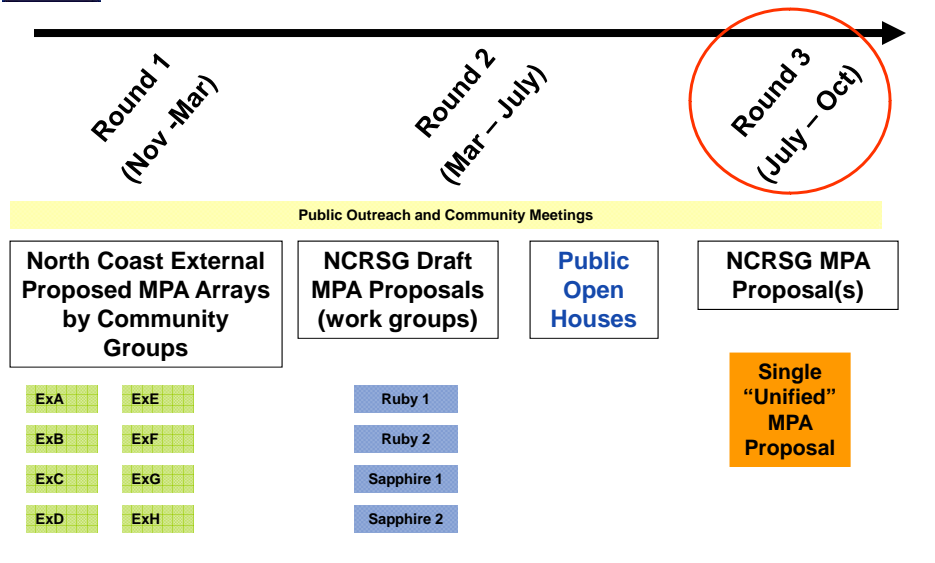 Round 1
(Nov -Mar)
Round 2
(Mar – July)
Round 3
(July – Oct)
Public Outreach and Community Meetings
North Coast External
Proposed MPA Arrays
by Community
Groups
NCRSG Draft
MPA Proposals
(work groups)
Public
Open
Houses
NCRSG MPA
Proposal(s)
ExA
ExE
ExB
ExF
ExC
ExG
ExD
ExH
Ruby 1
Ruby 2
Sapphire 1
Sapphire 2
Single
“Unified”
MPA
Proposal